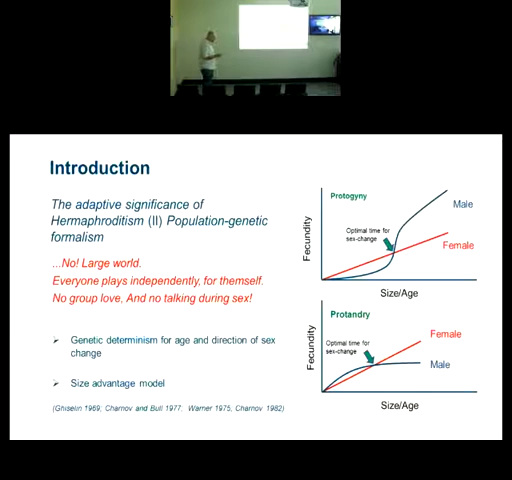 Introduction
The adaptive significance of
Hermaphroditism (II) Population-genetic
formalism
...No! Large world.
Everyone plays independently, for themself.
No group love, And no talking during sex!
Genetic determinism for age and direction of sex
change
Size advantage model
(Ghiselin 1969; Charnov and Bull 1977, Warner 1975, Charnov 1982)
Protogyny
Male
Optimal time for
sex-change
Female
Fecundity
Size/Age
Protandry
Female
Optimal time for
sex-change
Male
Fecundity
Size/Age